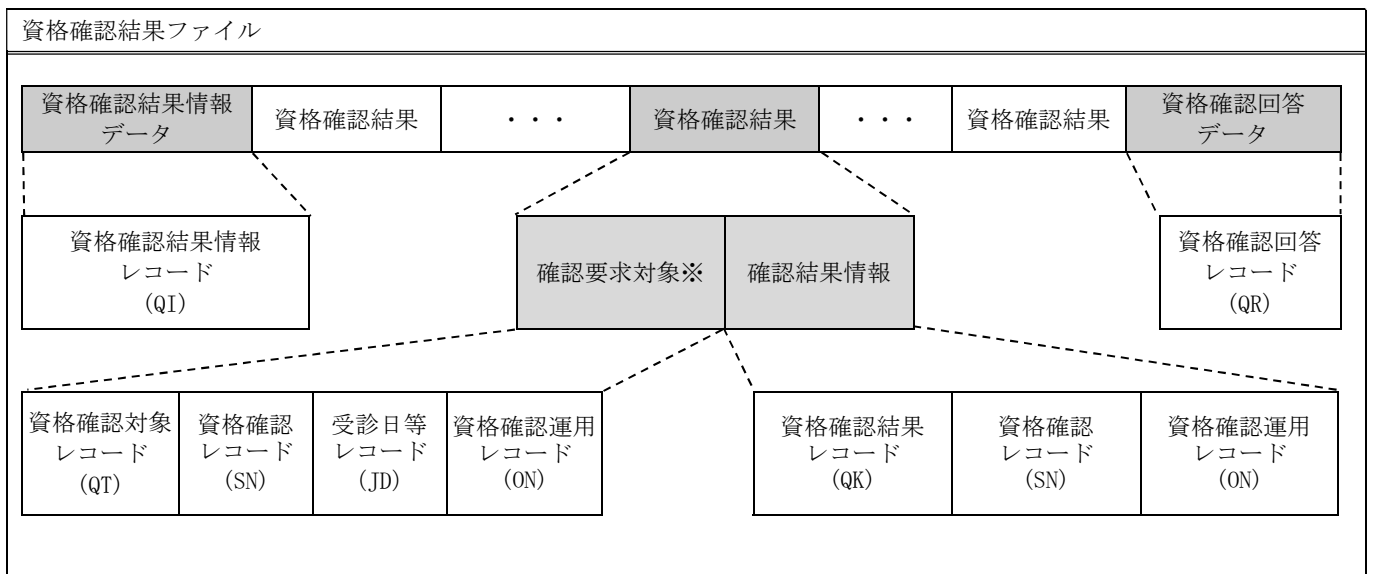 資格確認結果ファイル
資格確認結果情報
データ
資格確認結果
・・・
資格確認結果
・・・
資格確認結果
資格確認回答
データ
資格確認結果情報
レコード
(QI)
確認要求対象※
確認結果情報
資格確認回答
レコード
(QR)
資格確認対象
レコード
(QT)
資格確認
レコード
(SN)
受診日等
レコード
(JD)
資格確認運用
レコード
(ON)
資格確認結果
レコード
(QK)
資格確認
レコード
(SN)
資格確認運用
レコード
(ON)